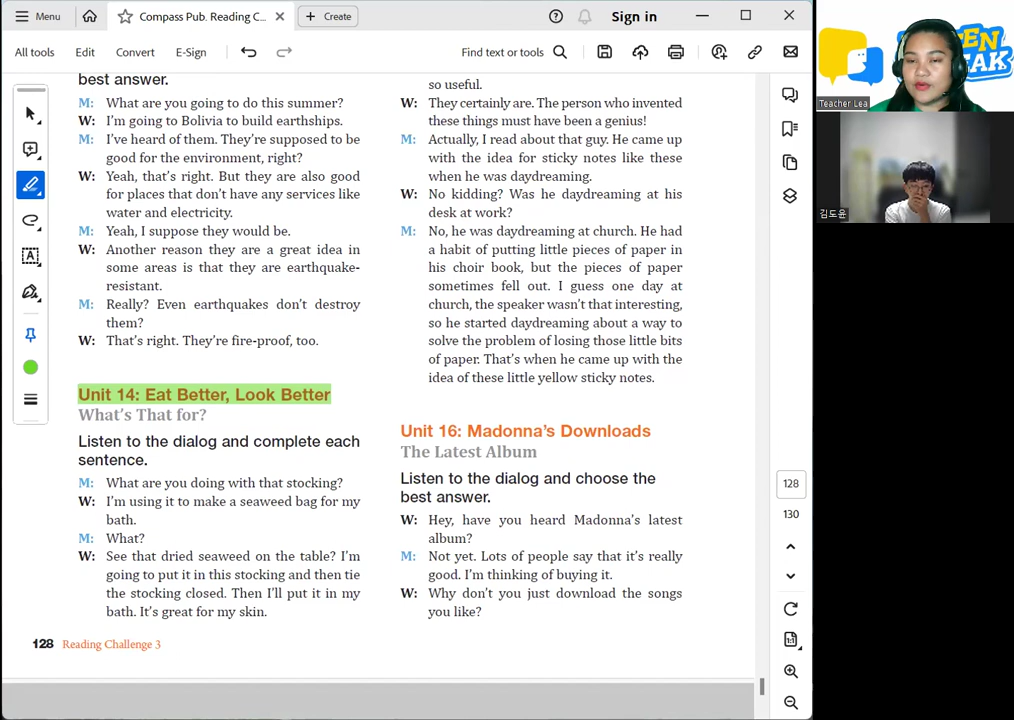 Menu
Compass Pub. Reading C...
Create
Sign in
All tools
Edit
Convert
E-Sign
Find text or tools
best answer.
M: What are you going to do this summer?
W: I'm going to Bolivia to build earthships.
M: I've heard of them. They're supposed to be
good for the environment, right?
W: Yeah, that's right. But they are also good
for places that don't have any services like
water and electricity.
M: Yeah, I suppose they would be.
W: Another reason they are a great idea in
some areas is that they are earthquake-
resistant.
M: Really? Even earthquakes don't destroy
them?
W: That's right. They're fire-proof, too.
Unit 14: Eat Better, Look Better
What's That for?
Listen to the dialog and complete each
sentence.
M: What are you doing with that stocking?
W: I'm using it to make a seaweed bag for my
bath.
M: What?
W: See that dried seaweed on the table? I'm
going to put it in this stocking and then tie
the stocking closed. Then I'll put it in my
bath. It's great for my skin.
128 Reading Challenge 3
so useful.
W: They certainly are. The person who invented
these things must have been a genius!
M: Actually, I read about that guy. He came up
with the idea for sticky notes like these
when he was daydreaming.
W: No kidding? Was he daydreaming at his
desk at work?
M: No, he was daydreaming at church. He had
a habit of putting little pieces of paper in
his choir book, but the pieces of paper
sometimes fell out. I guess one day at
church, the speaker wasn't that interesting,
so he started daydreaming about a way to
solve the problem of losing those little bits
of paper. That's when he came up with the
idea of these little yellow sticky notes.
Unit 16: Madonna's Downloads
The Latest Album
Listen to the dialog and choose the
best answer.
W: Hey, have you heard Madonna's latest
album?
M: Not yet. Lots of people say that it's really
good. I'm thinking of buying it.
W: Why don't you just download the songs
you like?
128
130
1:1
Teacher Lea
김도윤